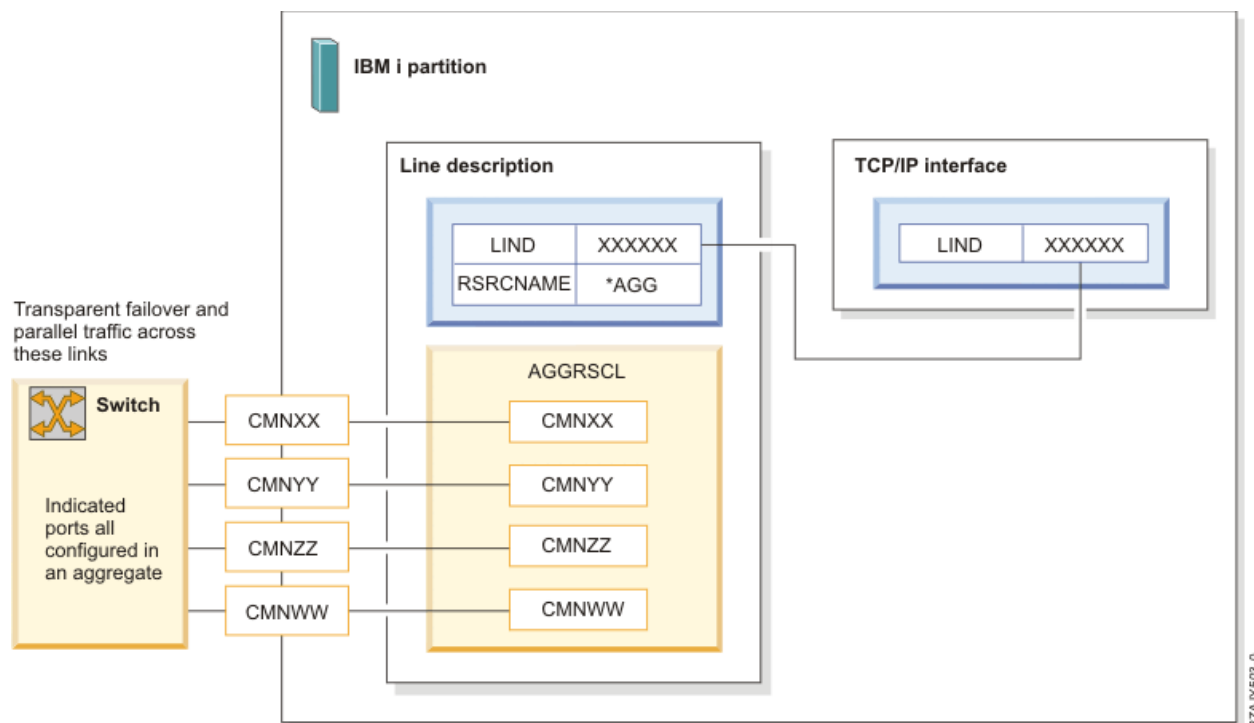 IBM i partition
Line description
LIND XXXXXX
RSRCNAME *AGG
TCP/IP interface
LIND XXXXXX
Transparent failover and
parallel traffic across
these links
Switch
Indicated
ports all
configured in
an aggregate
CMNXX
CMNYY
CMNZZ
CMNWW
AGGRSCL
CMNXX
CMNYY
CMNZZ
CMNWW